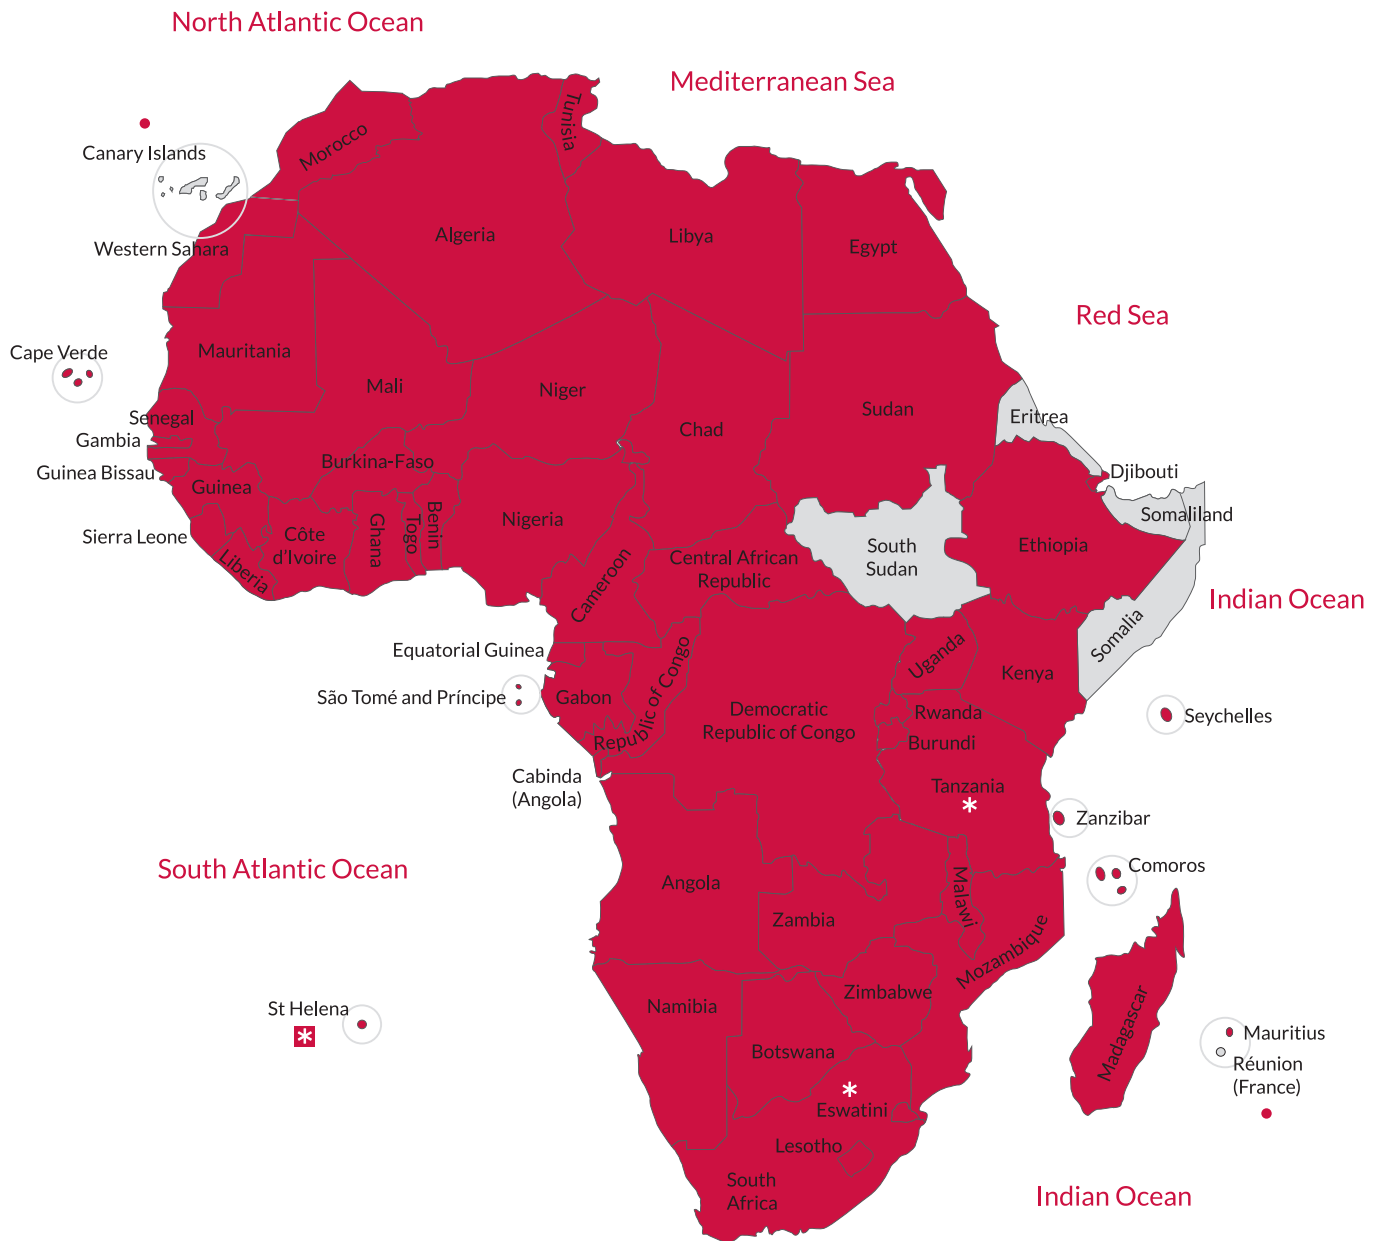 North Atlantic Ocean
Mediterranean Sea
Tunisia
Morocco
Canary Islands
Algeria
Libya
Egypt
Western Sahara
Red Sea
Cape Verde
Mauritania
Mali
Niger
Chad
Sudan
Eritrea
Senegal
Gambia
Guinea Bissau
Burkina-Faso
Djibouti
Guinea
Somaliland
Sierra Leone
Liberia
Côte
d'Ivoire
Ghana
Togo
Benin
Nigeria
Cameroon
Central African
Republic
South
Sudan
Ethiopia
Indian Ocean
Somalia
Equatorial Guinea
Uganda
Kenya
São Tomé and Príncipe
Gabon
Republic of Congo
Democratic
Republic of Congo
Rwanda
Burundi
Seychelles
Cabinda
(Angola)
Tanzania
*
Zanzibar
South Atlantic Ocean
Comoros
Angola
Zambia
Malawi
Mozambique
Zimbabwe
Namibia
St Helena
*
Madagascar
Mauritius
Réunion
(France)
Botswana
*
Eswatini
Lesotho
South
Africa
Indian Ocean